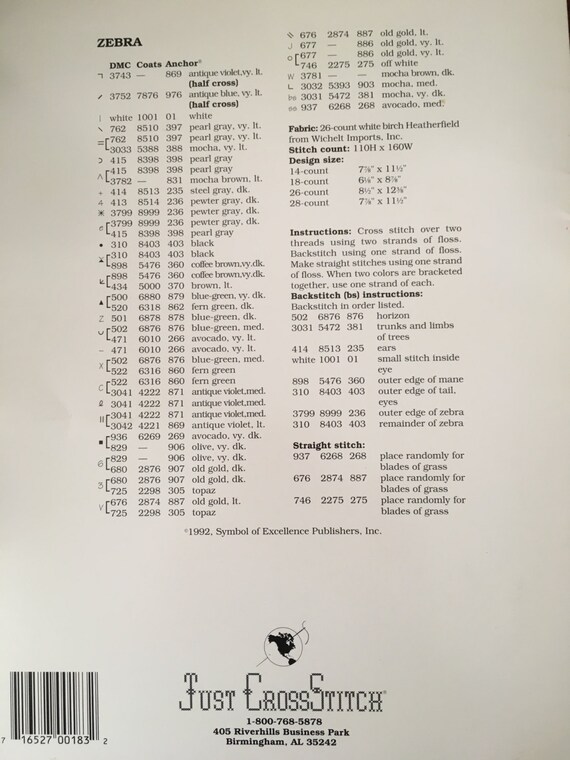 ZEBRA
DMC Coats Anchor®
3743 — 869 antique violet,vy. lt.
(half cross)
3752 7876 976 antique blue, vy. lt.
(half cross)
white 1001 01 white
762 8510 397 pearl gray, vy. lt.
762 8510 397 pearl gray, vy. lt.
3033 5388 388 mocha, vy. lt.
415 8398 398 pearl gray
415 8398 398 pearl gray
3782 — 831 mocha brown, lt.
414 8513 235 steel gray, dk.
413 8514 236 pewter gray, dk.
3799 8999 236 pewter gray, dk.
3799 8999 236 pewter gray, dk.
415 8398 398 pearl gray
310 8403 403 black
310 8403 403 black
898 5476 360 coffee brown,vy.dk.
898 5476 360 coffee brown,vy.dk.
434 5000 370 brown, lt.
500 6880 879 blue-green, vy. dk.
520 6318 862 fern green, dk.
501 6878 878 blue-green, dk.
502 6876 876 blue-green, med.
471 6010 266 avocado, vy. lt.
471 6010 266 avocado, vy. lt.
502 6876 876 blue-green, med.
522 6316 860 fern green
522 6316 860 fern green
3041 4222 871 antique violet,med.
3041 4222 871 antique violet,med.
3041 4222 871 antique violet,med.
3042 4221 869 antique violet, lt.
936 6269 269 avocado, vy. dk.
829 — 906 olive, vy. dk.
829 — 906 olive, vy. dk.
680 2876 907 old gold, dk.
680 2876 907 old gold, dk.
725 2298 305 topaz
676 2874 887 old gold, lt.
725 2298 305 topaz
676 2874 887 old gold, lt.
677 — 886 old gold, vy. lt.
677 — 886 old gold, vy. lt.
746 2275 275 off white
3781 — — mocha brown, dk.
3032 5393 903 mocha, med.
3031 5472 381 mocha, vy. dk.
937 6268 268 avocado, med.
Fabric: 26-count white birch Heatherfield
from Wichelt Imports, Inc.
Stitch count: 110H x 160W
Design size:
14-count 7⅞" x 11½"
18-count 6⅛" x 8⅞"
26-count 8½" x 12⅜"
28-count 7⅞" x 11½"
Instructions: Cross stitch over two
threads using two strands of floss.
Backstitch using one strand of floss.
Make straight stitches using one strand
of floss. When two colors are bracketed
together, use one strand of each.
Backstitch (bs) instructions:
Backstitch in order listed.
502 6876 876 horizon
3031 5472 381 trunks and limbs
of trees
414 8513 235 ears
white 1001 01 small stitch inside
eye
898 5476 360 outer edge of mane
310 8403 403 outer edge of tail,
eyes
3799 8999 236 outer edge of zebra
310 8403 403 remainder of zebra
Straight stitch:
937 6268 268 place randomly for
blades of grass
676 2874 887 place randomly for
blades of grass
746 2275 275 place randomly for
blades of grass
©1992, Symbol of Excellence Publishers, Inc.
JUST CROSSSTITCH®
1-800-768-5878
405 Riverhills Business Park
Birmingham, AL 35242
7 16527 00183 2